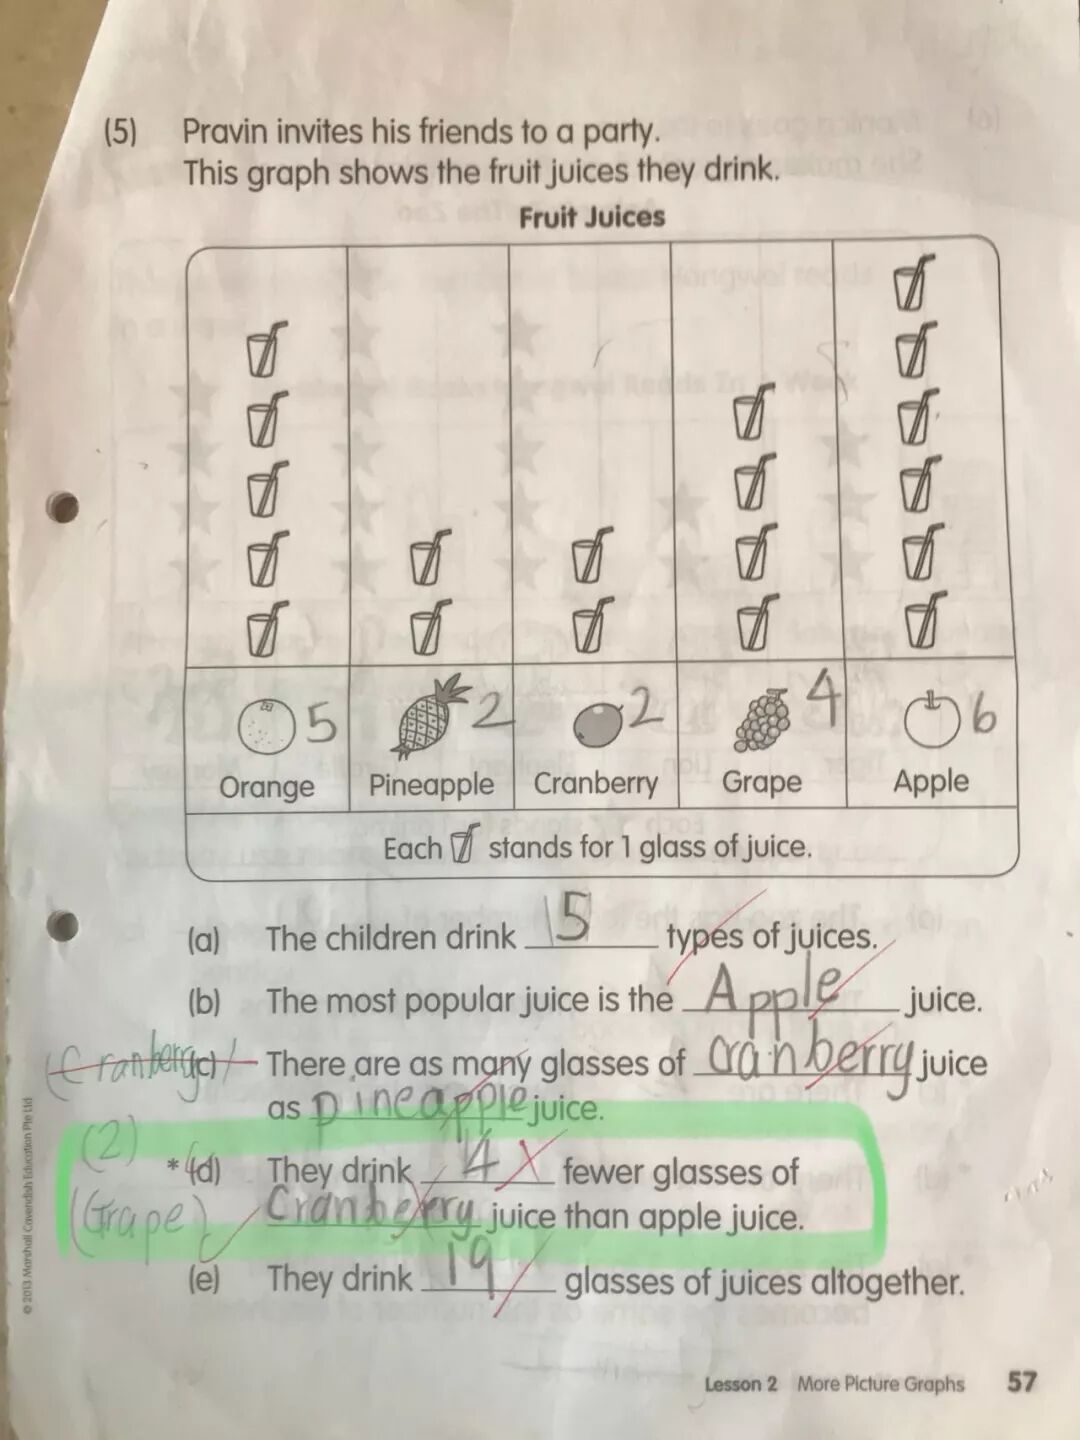 (5) Pravin invites his friends to a party.
This graph shows the fruit juices they drink.
Fruit Juices
5 2 2 4 6
Orange Pineapple Cranberry Grape Apple
Each stands for 1 glass of juice.
(a) The children drink 5 types of juices.
(b) The most popular juice is the Apple juice.
(Cranberry) (c) There are as many glasses of cranberry juice
as pineapple juice.
(2) *(d) They drink 4 fewer glasses of
(Grape) Cranberry juice than apple juice.
(e) They drink 19 glasses of juices altogether.
© 2013 Marshall Cavendish Education Pte Ltd
Lesson 2 More Picture Graphs 57